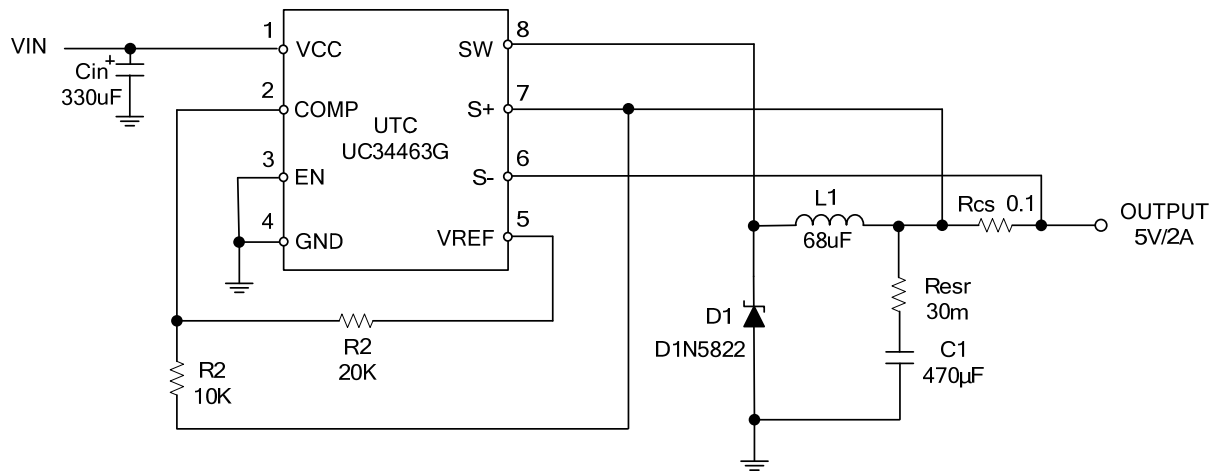 VIN
Cin
+
330uF
1
VCC
2
COMP
3
EN
4
GND
UTC
UC34463G
SW
8
S+
7
S-
6
VREF
5
L1
68uF
Rcs 0.1
OUTPUT
5V/2A
Resr
30m
C1
470µF
D1
D1N5822
R2
20K
R2
10K